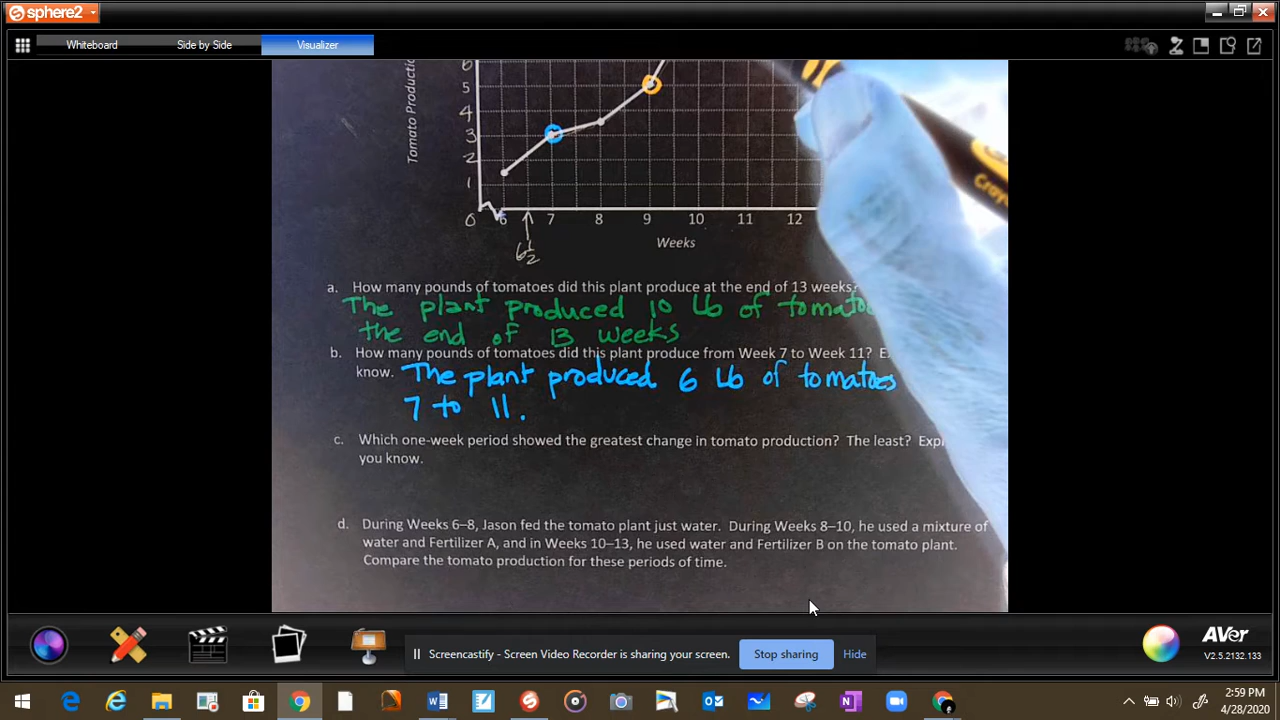 sphere2
Whiteboard
Side by Side
Visualizer
Tomato Productio
6
5
4
3
2
1
0
6 7 8 9 10 11 12
6 1/2
Weeks
a. How many pounds of tomatoes did this plant produce at the end of 13 weeks?
The plant produced 10 lb of
the end of 13 weeks
b. How many pounds of tomatoes did this plant produce from Week 7 to Week 11?
know. The plant produced 6 lb of tomatoes
7 to 11.
c. Which one-week period showed the greatest change in tomato production? The least?
you know.
d. During Weeks 6–8, Jason fed the tomato plant just water. During Weeks 8–10, he used a mixture of
water and Fertilizer A, and in Weeks 10–13, he used water and Fertilizer B on the tomato plant.
Compare the tomato production for these periods of time.
Crayo
Screencastify - Screen Video Recorder is sharing your screen.
Stop sharing
Hide
AVer
V2.5.2132.133
2:59 PM
4/28/2020